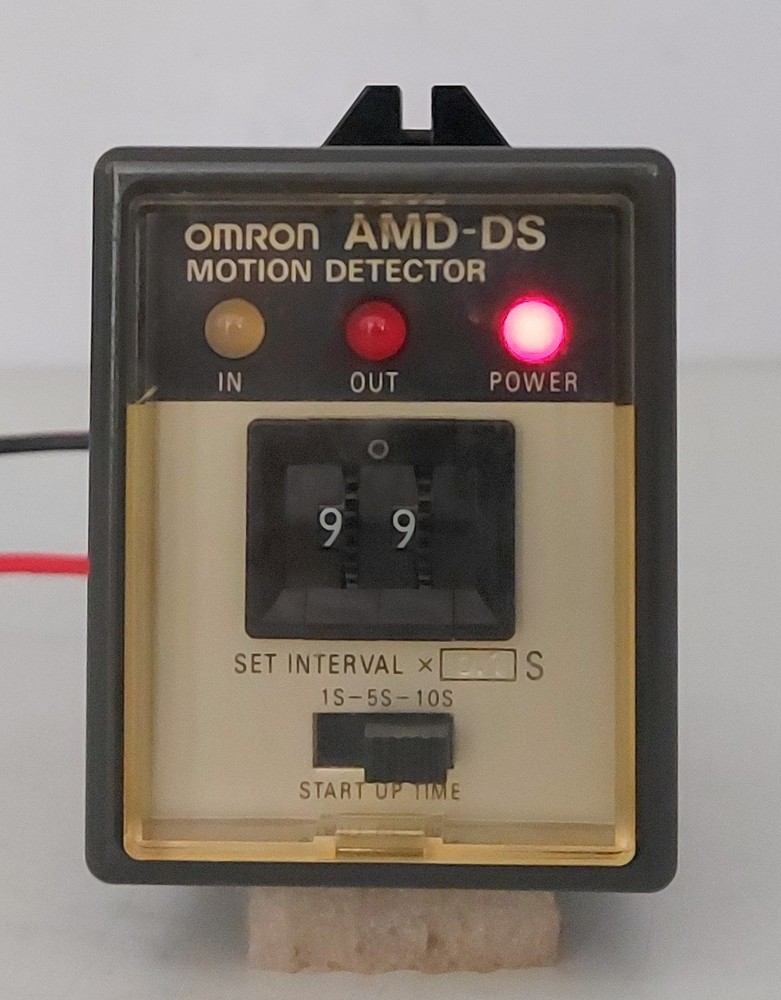 OMRON AMD-DS
MOTION DETECTOR
IN OUT POWER
9 9
SET INTERVAL × S
1S-5S-10S
START UP TIME